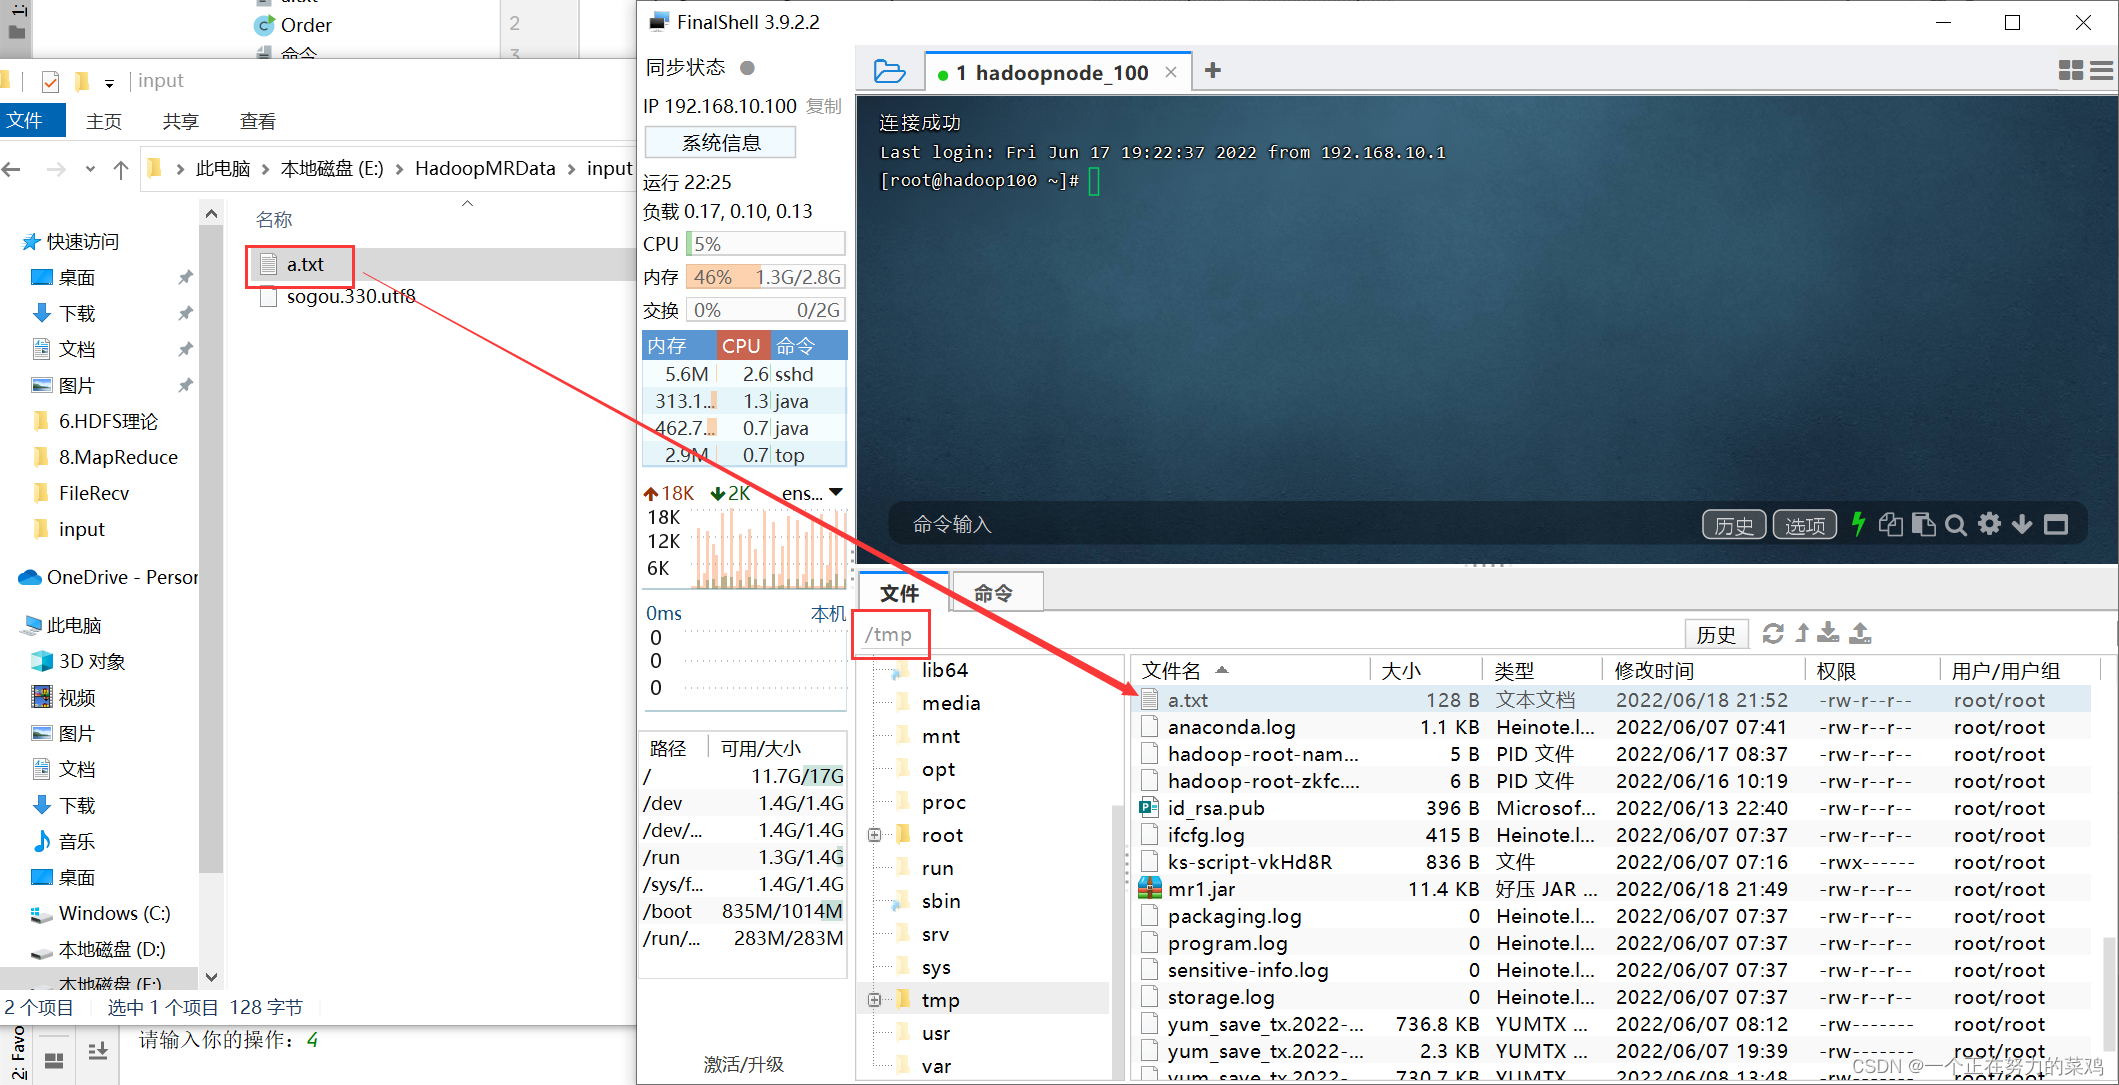 1:
a.txt
Order
命令
2
3
input
文件
主页
共享
查看
此电脑 > 本地磁盘 (E:) > HadoopMRData > input
名称
a.txt
sogou.330.utf8
快速访问
桌面
下载
文档
图片
6.HDFS理论
8.MapReduce
FileRecv
input
OneDrive - Person
此电脑
3D 对象
视频
图片
文档
下载
音乐
桌面
Windows (C:)
本地磁盘 (D:)
本地磁盘 (E:)
2 个项目 选中 1 个项目 128 字节
请输入你的操作: 4
2: Favo
FinalShell 3.9.2.2
同步状态
IP 192.168.10.100 复制
系统信息
运行 22:25
负载 0.17, 0.10, 0.13
CPU 5%
内存 46% 1.3G/2.8G
交换 0% 0/2G
内存 CPU 命令
5.6M 2.6 sshd
313.1... 1.3 java
462.7... 0.7 java
2.9M 0.7 top
18K 2K ens...
18K
12K
6K
0ms 本机
0
0
0
路径 可用/大小
/ 11.7G/17G
/dev 1.4G/1.4G
/dev/... 1.4G/1.4G
/run 1.3G/1.4G
/sys/f... 1.4G/1.4G
/boot 835M/1014M
/run/... 283M/283M
激活/升级
1 hadoopnode_100 × +
连接成功
Last login: Fri Jun 17 19:22:37 2022 from 192.168.10.1
[root@hadoop100 ~]#
命令输入
历史 选项
文件 命令
/tmp
历史
lib64
media
mnt
opt
proc
root
run
sbin
srv
sys
tmp
usr
var
文件名 大小 类型 修改时间 权限 用户/用户组
a.txt 128 B 文本文档 2022/06/18 21:52 -rw-r--r-- root/root
anaconda.log 1.1 KB Heinote.l... 2022/06/07 07:41 -rw-r--r-- root/root
hadoop-root-nam... 5 B PID 文件 2022/06/17 08:37 -rw-r--r-- root/root
hadoop-root-zkfc.... 6 B PID 文件 2022/06/16 10:19 -rw-r--r-- root/root
id_rsa.pub 396 B Microsof... 2022/06/13 22:40 -rw-r--r-- root/root
ifcfg.log 415 B Heinote.l... 2022/06/07 07:37 -rw-r--r-- root/root
ks-script-vkHd8R 836 B 文件 2022/06/07 07:16 -rwx------ root/root
mr1.jar 11.4 KB 好压 JAR ... 2022/06/18 21:49 -rw-r--r-- root/root
packaging.log 0 Heinote.l... 2022/06/07 07:37 -rw-r--r-- root/root
program.log 0 Heinote.l... 2022/06/07 07:37 -rw-r--r-- root/root
sensitive-info.log 0 Heinote.l... 2022/06/07 07:37 -rw-r--r-- root/root
storage.log 0 Heinote.l... 2022/06/07 07:37 -rw-r--r-- root/root
yum_save_tx.2022-... 736.8 KB YUMTX ... 2022/06/07 08:12 -rw------- root/root
yum_save_tx.2022-... 2.3 KB YUMTX ... 2022/06/07 19:39 -rw------- root/root
yum_save_tx.2022-... 730.7 KB YUMTX ... 2022/06/08 13:48 -rw------- root/root
CSDN @一个正在努力的菜鸡